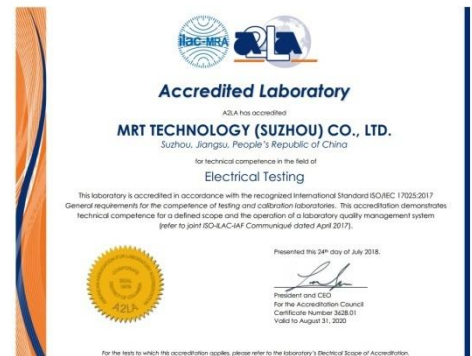 ilac-MRA
A2LA
Accredited Laboratory
A2LA has accredited
MRT TECHNOLOGY (SUZHOU) CO., LTD.
Suzhou, Jiangsu, People's Republic of China
for technical competence in the field of
Electrical Testing
This laboratory is accredited in accordance with the recognized International Standard ISO/IEC 17025:2017
General requirements for the competence of testing and calibration laboratories. This accreditation demonstrates
technical competence for a defined scope and the operation of a laboratory quality management system
(refer to joint ISO-ILAC-IAF Communiqué dated April 2017).
Presented this 24th day of July 2018.
President and CEO
For the Accreditation Council
Certificate Number 3628.01
Valid to August 31, 2020
SEAL
1978
A2LA
For the tests to which this accreditation applies, please refer to the laboratory's Electrical Scope of Accreditation.